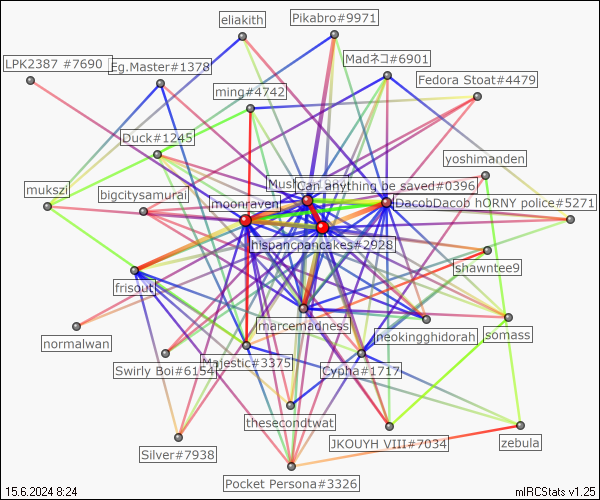 eliakith
Pikabro#9971
LPK2387 #7690
Eg.Master#1378
Madネコ#6901
Fedora Stoat#4479
ming#4742
Duck#1245
yoshimanden
mukszi
bigcitysamurai
Can anything be saved#0396
moonraven
DacobDacob hORNY police#5271
hispanicpancakes#2928
shawntee9
frisout
marcemadness
neokingghidorah
somass
normalwan
Swirly Boi#6154
Majestic#3375
Cypha#1717
thesecondtwat
JKOUYH VIII#7034
zebula
Silver#7938
Pocket Persona#3326
15.6.2024 8:24
mIRCStats v1.25